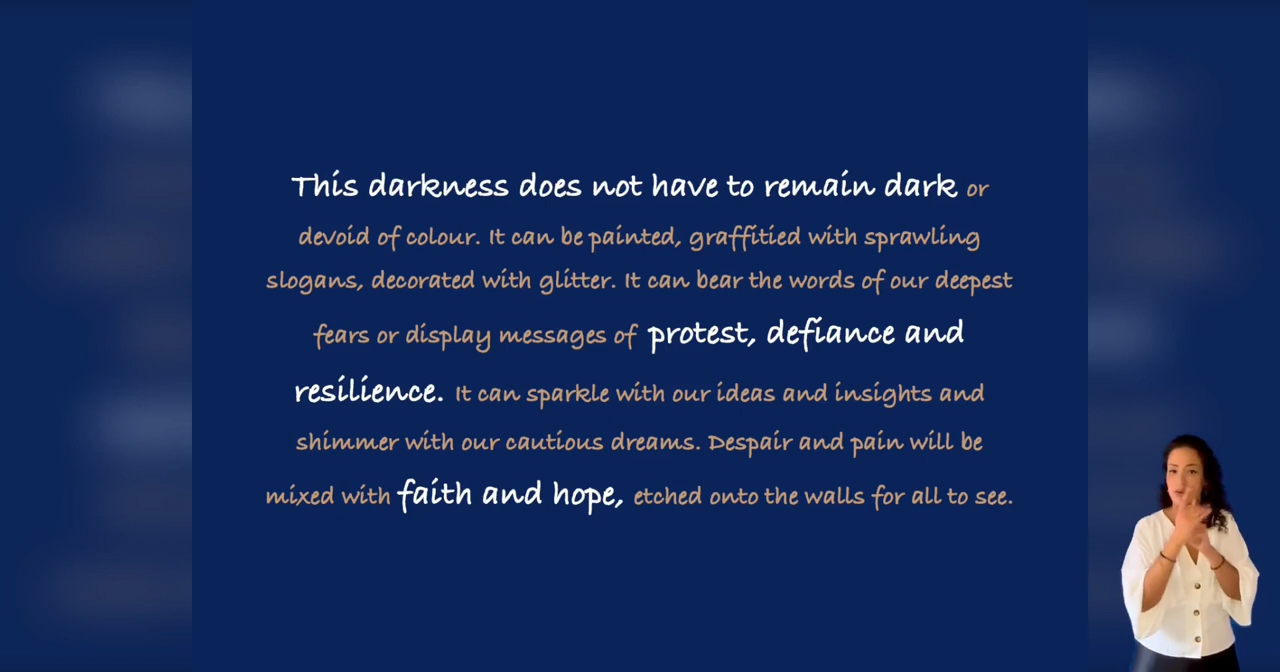 This darkness does not have to remain dark or
devoid of colour. It can be painted, graffitied with sprawling
slogans, decorated with glitter. It can bear the words of our deepest
fears or display messages of protest, defiance and
resilience. It can sparkle with our ideas and insights and
shimmer with our cautious dreams. Despair and pain will be
mixed with faith and hope, etched onto the walls for all to see.